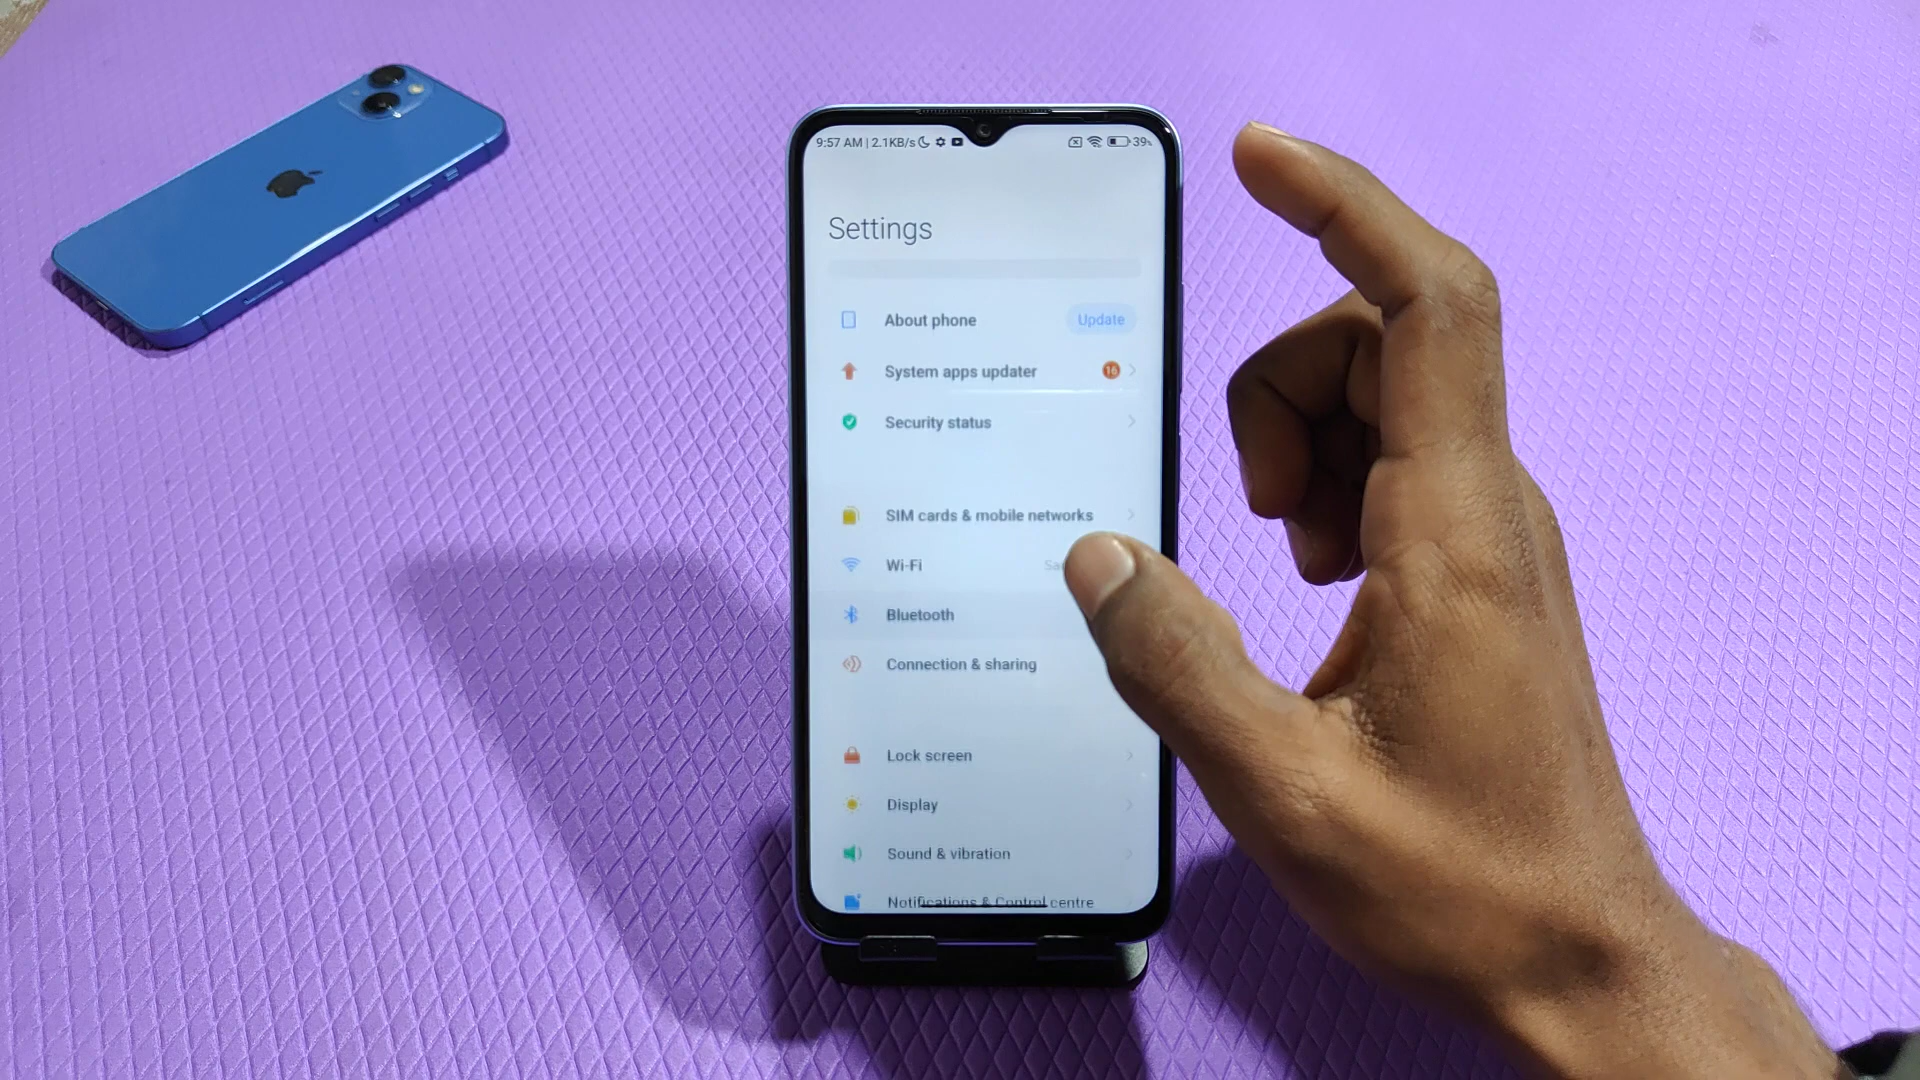 9:57 AM | 2.1KB/s 39%
Settings
About phone Update
System apps updater 16
Security status
SIM cards & mobile networks
Wi-Fi
Bluetooth
Connection & sharing
Lock screen
Display
Sound & vibration
Notifications & Control centre